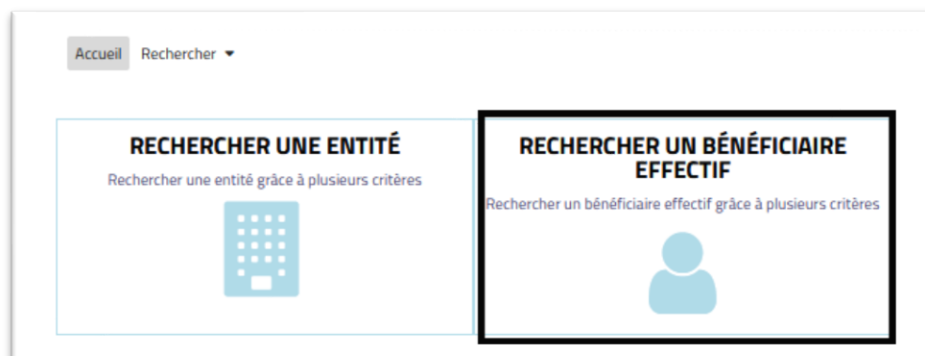 Accueil Rechercher
RECHERCHER UNE ENTITÉ
Rechercher une entité grâce à plusieurs critères
RECHERCHER UN BÉNÉFICIAIRE
EFFECTIF
Rechercher un bénéficiaire effectif grâce à plusieurs critères